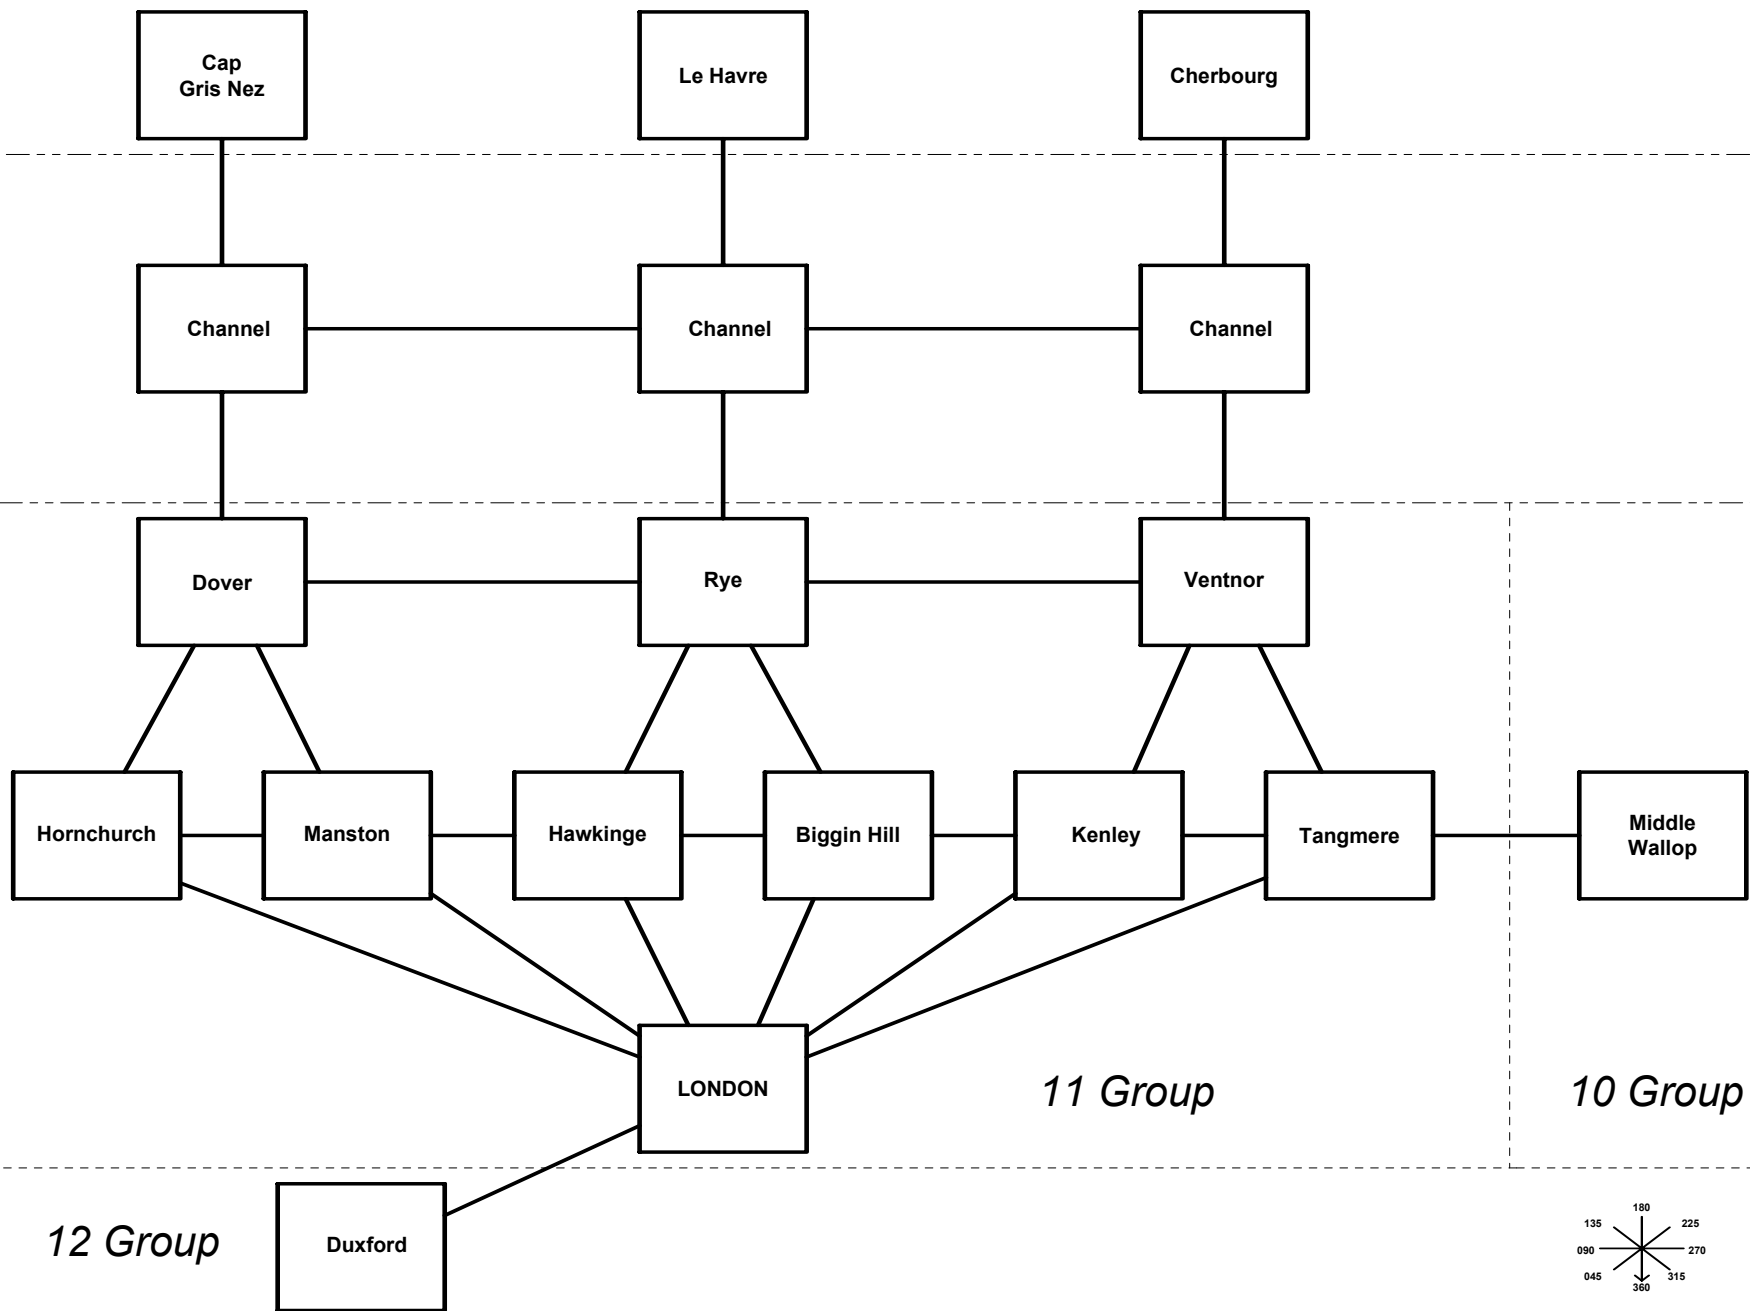 Cap
Gris Nez
Le Havre
Cherbourg
Channel
Channel
Channel
Dover
Rye
Ventnor
Hornchurch
Manston
Hawkinge
Biggin Hill
Kenley
Tangmere
Middle
Wallop
LONDON
11 Group
10 Group
12 Group
Duxford
180
135
225
090
270
045
315
360